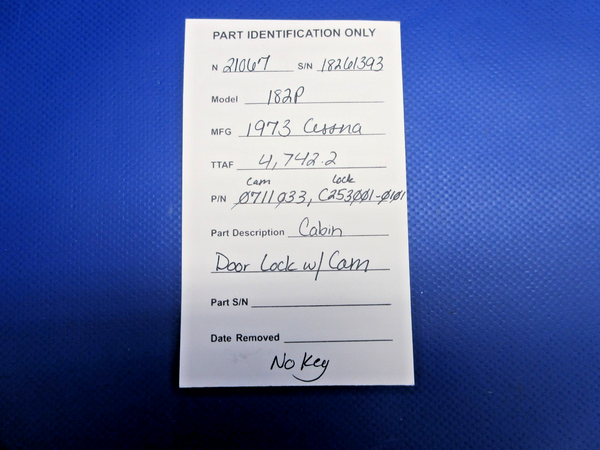 PART IDENTIFICATION ONLY
N 21067 S/N 18261393
Model 182P
MFG 1973 Cessna
TTAF 4,742.2
Cam Lock
P/N 0711033, C253001-0101
Part Description Cabin
Door Lock w/ Cam
Part S/N
Date Removed
No Key